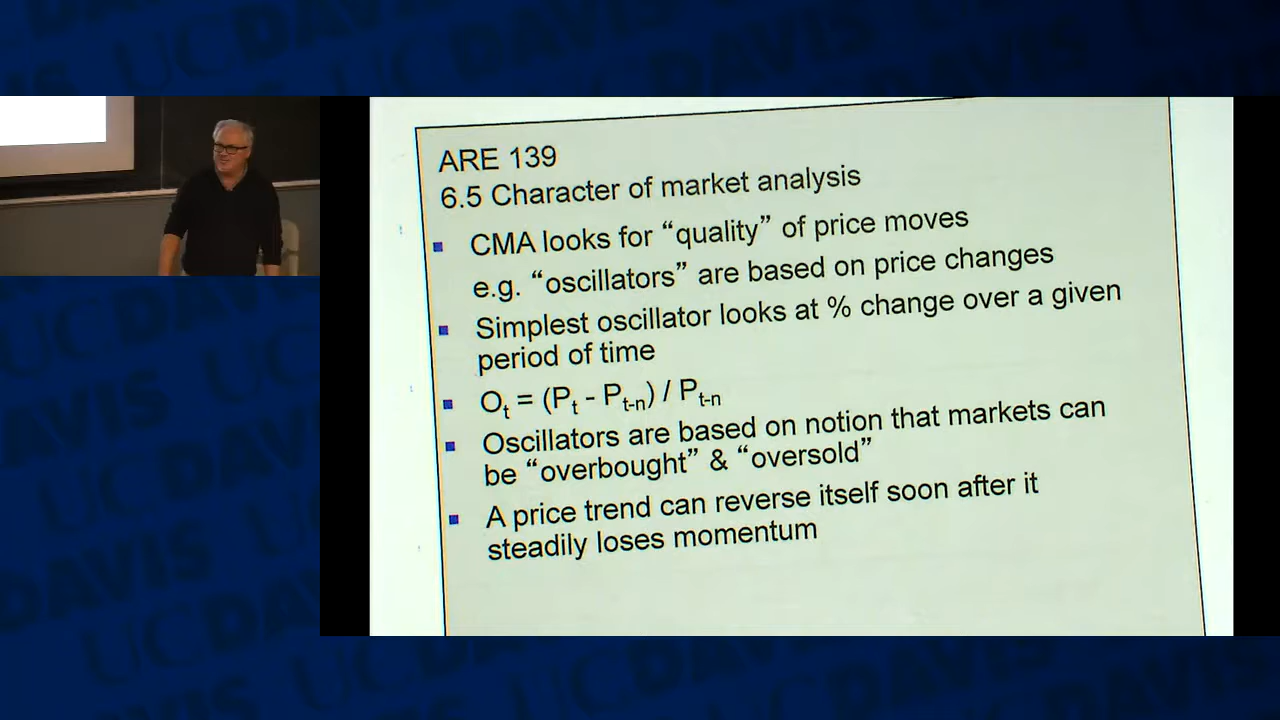 ARE 139
6.5 Character of market analysis
CMA looks for “quality” of price moves
e.g. “oscillators” are based on price changes
Simplest oscillator looks at % change over a given
period of time
Oₜ = (Pₜ - Pₜ₋ₙ) / Pₜ₋ₙ
Oscillators are based on notion that markets can
be “overbought” & “oversold”
A price trend can reverse itself soon after it
steadily loses momentum
UC DAVIS